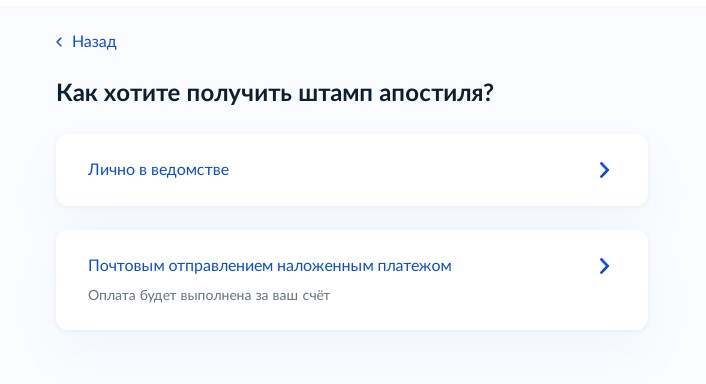 Назад
Как хотите получить штамп апостиля?
Лично в ведомстве
Почтовым отправлением наложенным платежом
Оплата будет выполнена за ваш счёт